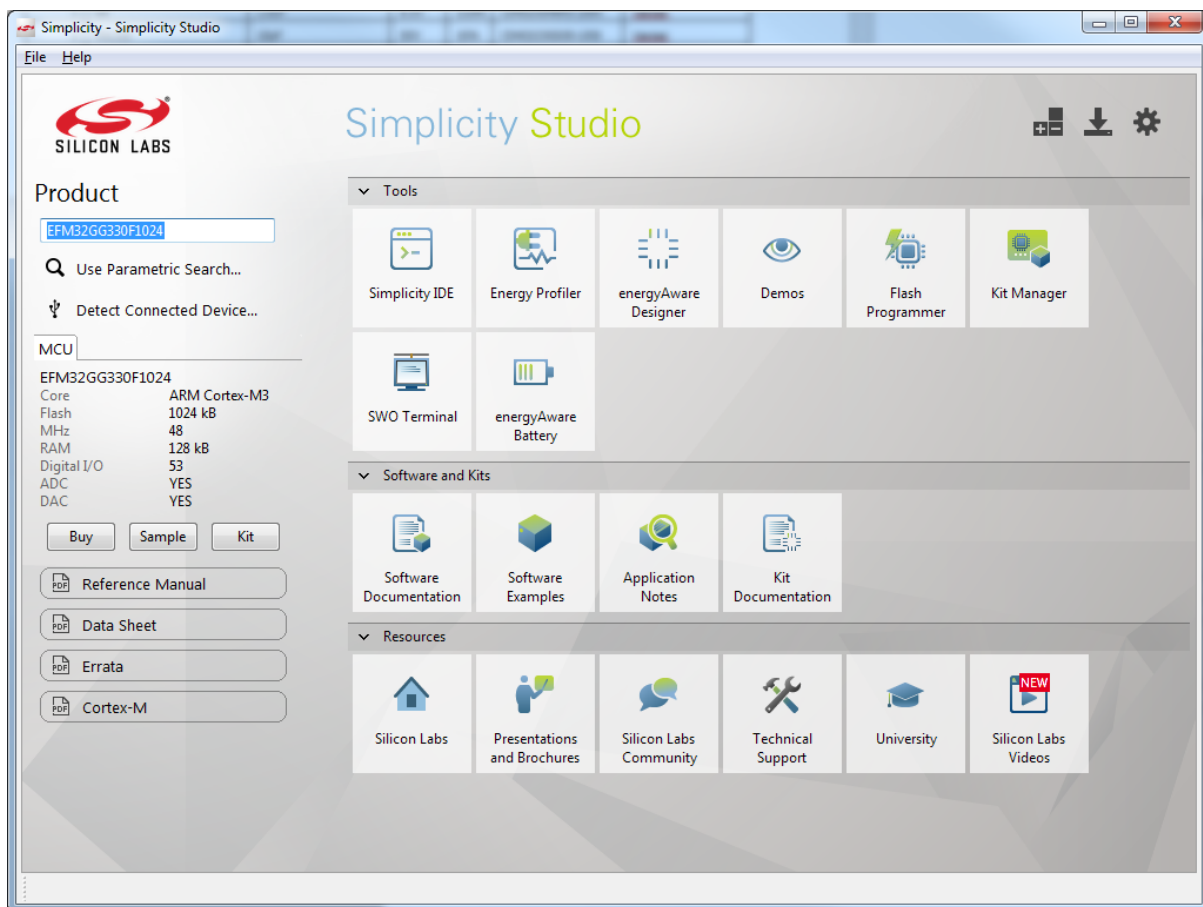 Simplicity - Simplicity Studio
File Help
SILICON LABS
Simplicity Studio
Product
EFM32GG330F1024
Use Parametric Search...
Detect Connected Device...
MCU
EFM32GG330F1024
Core ARM Cortex-M3
Flash 1024 kB
MHz 48
RAM 128 kB
Digital I/O 53
ADC YES
DAC YES
Buy Sample Kit
PDF Reference Manual
PDF Data Sheet
PDF Errata
PDF Cortex-M
Tools
Simplicity IDE
Energy Profiler
energyAware
Designer
Demos
Flash
Programmer
Kit Manager
SWO Terminal
energyAware
Battery
Software and Kits
Software
Documentation
Software
Examples
Application
Notes
Kit
Documentation
Resources
Silicon Labs
Presentations
and Brochures
Silicon Labs
Community
Technical
Support
University
NEW
Silicon Labs
Videos